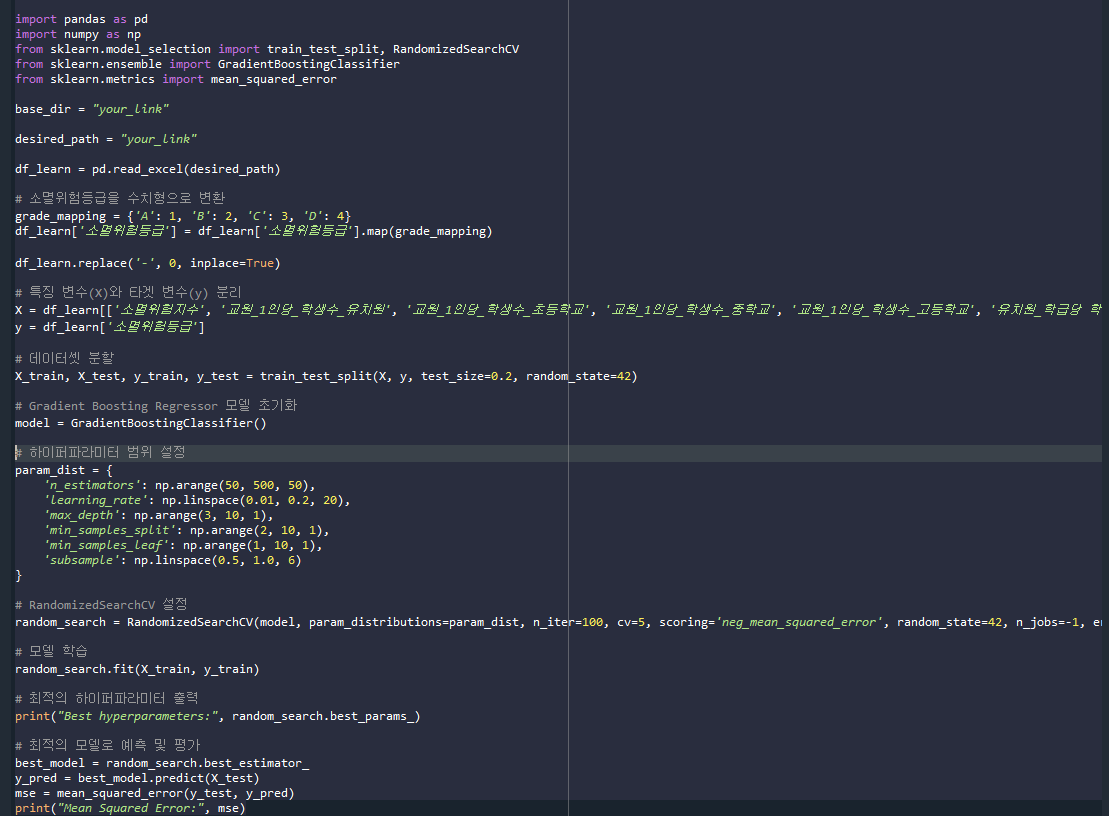 import pandas as pd
import numpy as np
from sklearn.model_selection import train_test_split, RandomizedSearchCV
from sklearn.ensemble import GradientBoostingClassifier
from sklearn.metrics import mean_squared_error
base_dir = "your_link"
desired_path = "your_link"
df_learn = pd.read_excel(desired_path)
# 소멸위험등급을 수치형으로 변환
grade_mapping = {'A': 1, 'B': 2, 'C': 3, 'D': 4}
df_learn['소멸위험등급'] = df_learn['소멸위험등급'].map(grade_mapping)
df_learn.replace('-', 0, inplace=True)
# 특징 변수(X)와 타겟 변수(y) 분리
X = df_learn[['소멸위험지수', '교원_1인당_학생수_유치원', '교원_1인당_학생수_초등학교', '교원_1인당_학생수_중학교', '교원_1인당_학생수_고등학교', '유치원_학급당 학
y = df_learn['소멸위험등급']
# 데이터셋 분할
X_train, X_test, y_train, y_test = train_test_split(X, y, test_size=0.2, random_state=42)
# Gradient Boosting Regressor 모델 초기화
model = GradientBoostingClassifier()
# 하이퍼파라미터 범위 설정
param_dist = {
    'n_estimators': np.arange(50, 500, 50),
    'learning_rate': np.linspace(0.01, 0.2, 20),
    'max_depth': np.arange(3, 10, 1),
    'min_samples_split': np.arange(2, 10, 1),
    'min_samples_leaf': np.arange(1, 10, 1),
    'subsample': np.linspace(0.5, 1.0, 6)
}
# RandomizedSearchCV 설정
random_search = RandomizedSearchCV(model, param_distributions=param_dist, n_iter=100, cv=5, scoring='neg_mean_squared_error', random_state=42, n_jobs=-1,
# 모델 학습
random_search.fit(X_train, y_train)
# 최적의 하이퍼파라미터 출력
print("Best hyperparameters:", random_search.best_params_)
# 최적의 모델로 예측 및 평가
best_model = random_search.best_estimator_
y_pred = best_model.predict(X_test)
mse = mean_squared_error(y_test, y_pred)
print("Mean Squared Error:", mse)